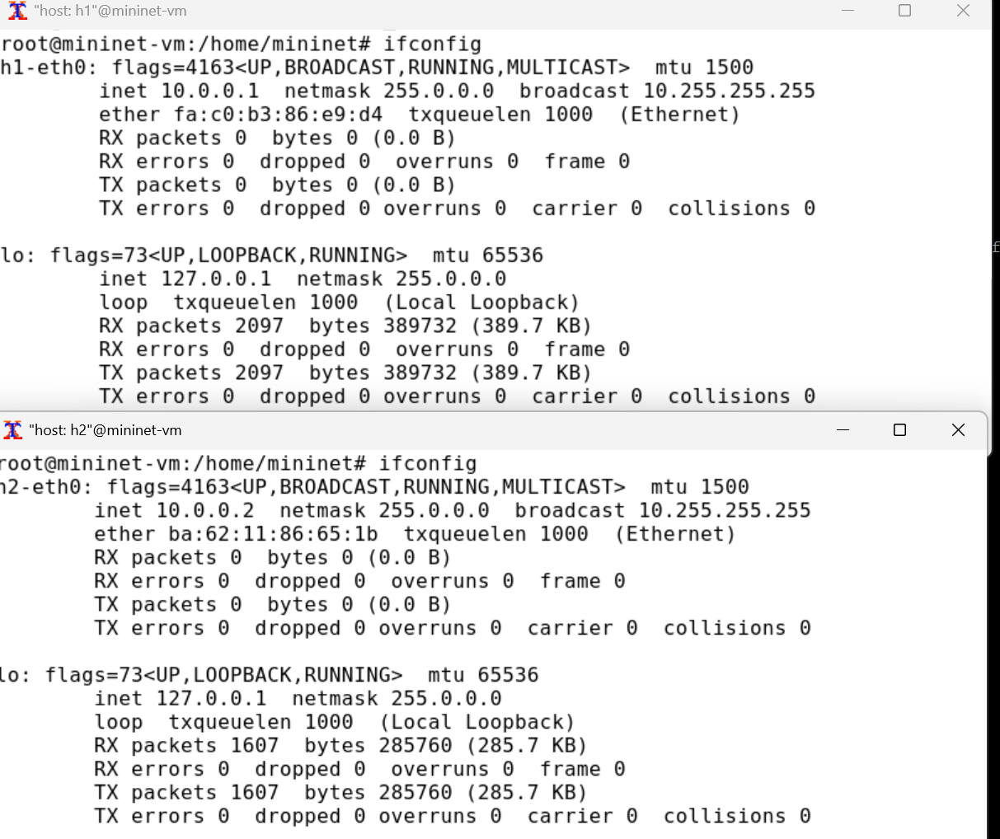 "host: h1"@mininet-vm
root@mininet-vm:/home/mininet# ifconfig
h1-eth0: flags=4163<UP,BROADCAST,RUNNING,MULTICAST>  mtu 1500
        inet 10.0.0.1  netmask 255.0.0.0  broadcast 10.255.255.255
        ether fa:c0:b3:86:e9:d4  txqueuelen 1000  (Ethernet)
        RX packets 0  bytes 0 (0.0 B)
        RX errors 0  dropped 0  overruns 0  frame 0
        TX packets 0  bytes 0 (0.0 B)
        TX errors 0  dropped 0 overruns 0  carrier 0  collisions 0
lo: flags=73<UP,LOOPBACK,RUNNING>  mtu 65536
        inet 127.0.0.1  netmask 255.0.0.0
        loop  txqueuelen 1000  (Local Loopback)
        RX packets 2097  bytes 389732 (389.7 KB)
        RX errors 0  dropped 0  overruns 0  frame 0
        TX packets 2097  bytes 389732 (389.7 KB)
        TX errors 0  dropped 0 overruns 0  carrier 0  collisions 0
f
"host: h2"@mininet-vm
root@mininet-vm:/home/mininet# ifconfig
h2-eth0: flags=4163<UP,BROADCAST,RUNNING,MULTICAST>  mtu 1500
        inet 10.0.0.2  netmask 255.0.0.0  broadcast 10.255.255.255
        ether ba:62:11:86:65:1b  txqueuelen 1000  (Ethernet)
        RX packets 0  bytes 0 (0.0 B)
        RX errors 0  dropped 0  overruns 0  frame 0
        TX packets 0  bytes 0 (0.0 B)
        TX errors 0  dropped 0 overruns 0  carrier 0  collisions 0
lo: flags=73<UP,LOOPBACK,RUNNING>  mtu 65536
        inet 127.0.0.1  netmask 255.0.0.0
        loop  txqueuelen 1000  (Local Loopback)
        RX packets 1607  bytes 285760 (285.7 KB)
        RX errors 0  dropped 0  overruns 0  frame 0
        TX packets 1607  bytes 285760 (285.7 KB)
        TX errors 0  dropped 0 overruns 0  carrier 0  collisions 0